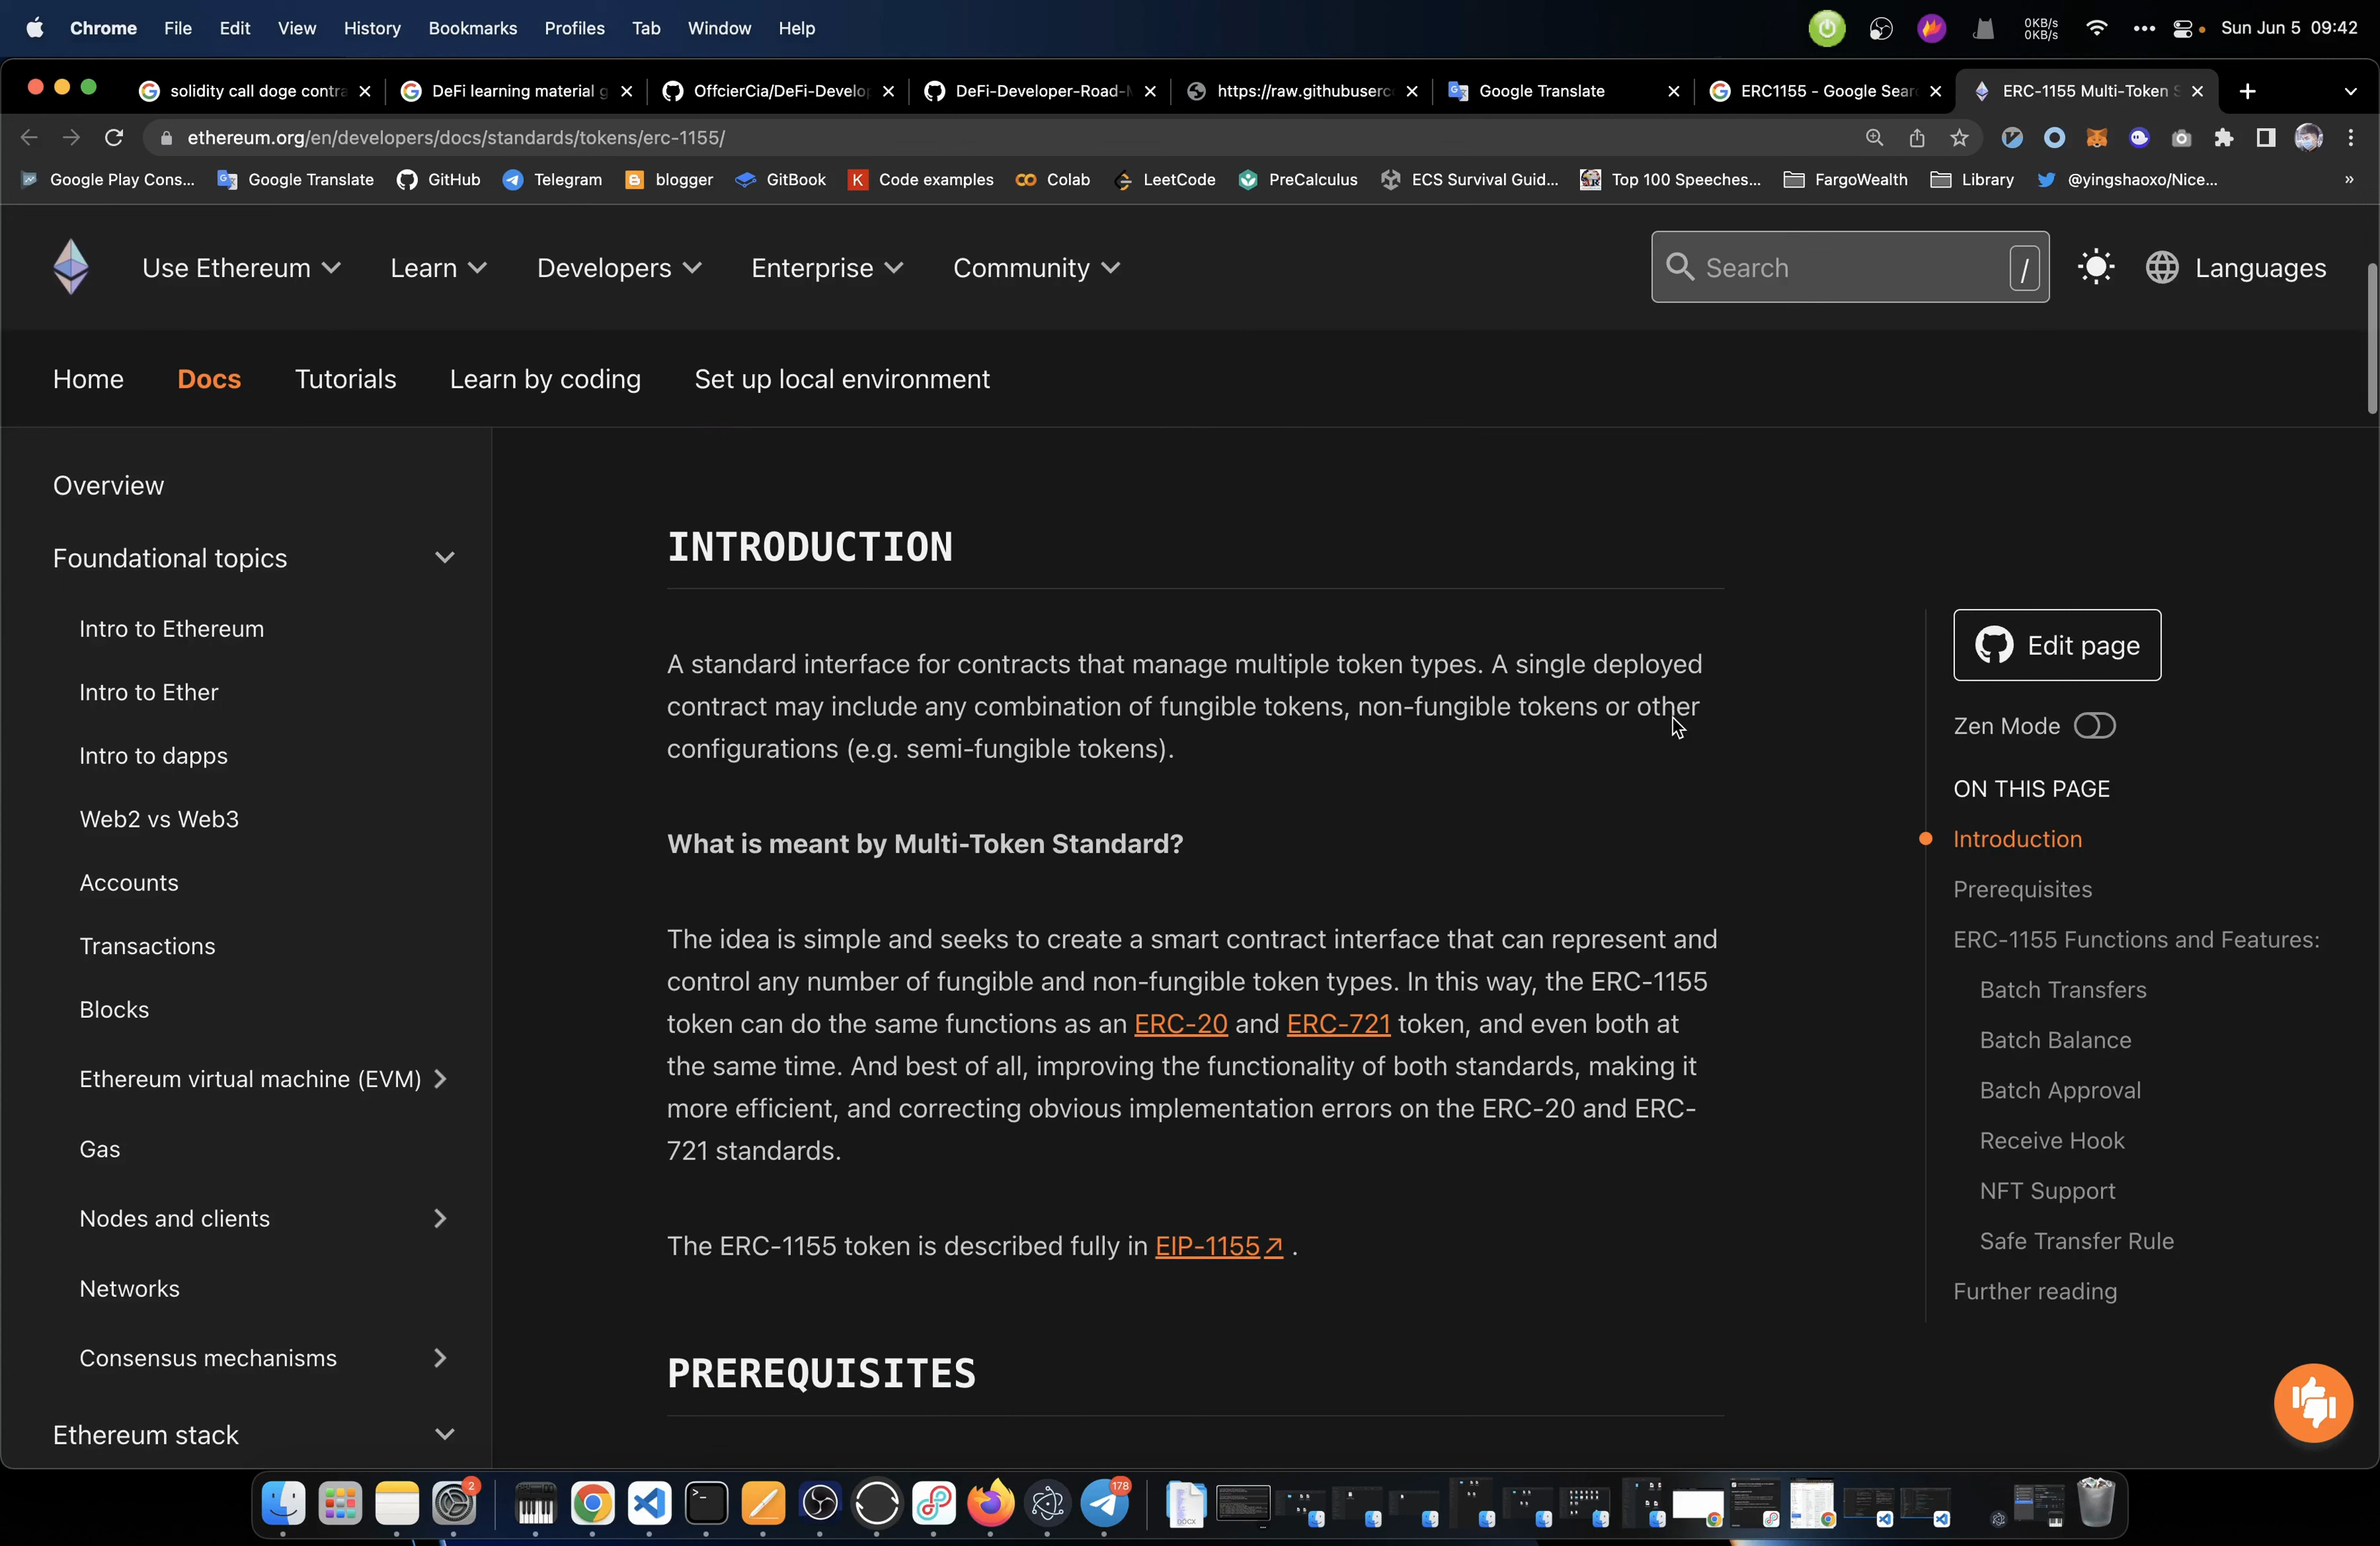 Chrome File Edit View History Bookmarks Profiles Tab Window Help
0KB/s
0KB/s
Sun Jun 5 09:42
solidity call doge contra
DeFi learning material g
OffcierCia/DeFi-Develop
DeFi-Developer-Road-M
https://raw.githubuserco
Google Translate
ERC1155 - Google Sear
ERC-1155 Multi-Token S
ethereum.org/en/developers/docs/standards/tokens/erc-1155/
Google Play Cons... Google Translate GitHub Telegram blogger GitBook Code examples Colab LeetCode PreCalculus ECS Survival Guid... Top 100 Speeches... FargoWealth Library @yingshaoxo/Nice... »
Use Ethereum Learn Developers Enterprise Community
Search /
Languages
Home Docs Tutorials Learn by coding Set up local environment
Overview
Foundational topics
Intro to Ethereum
Intro to Ether
Intro to dapps
Web2 vs Web3
Accounts
Transactions
Blocks
Ethereum virtual machine (EVM)
Gas
Nodes and clients
Networks
Consensus mechanisms
Ethereum stack
INTRODUCTION
A standard interface for contracts that manage multiple token types. A single deployed
contract may include any combination of fungible tokens, non-fungible tokens or other
configurations (e.g. semi-fungible tokens).
What is meant by Multi-Token Standard?
The idea is simple and seeks to create a smart contract interface that can represent and
control any number of fungible and non-fungible token types. In this way, the ERC-1155
token can do the same functions as an ERC-20 and ERC-721 token, and even both at
the same time. And best of all, improving the functionality of both standards, making it
more efficient, and correcting obvious implementation errors on the ERC-20 and ERC-
721 standards.
The ERC-1155 token is described fully in EIP-1155↗ .
PREREQUISITES
Edit page
Zen Mode
ON THIS PAGE
Introduction
Prerequisites
ERC-1155 Functions and Features:
Batch Transfers
Batch Balance
Batch Approval
Receive Hook
NFT Support
Safe Transfer Rule
Further reading
2
178
DOCX